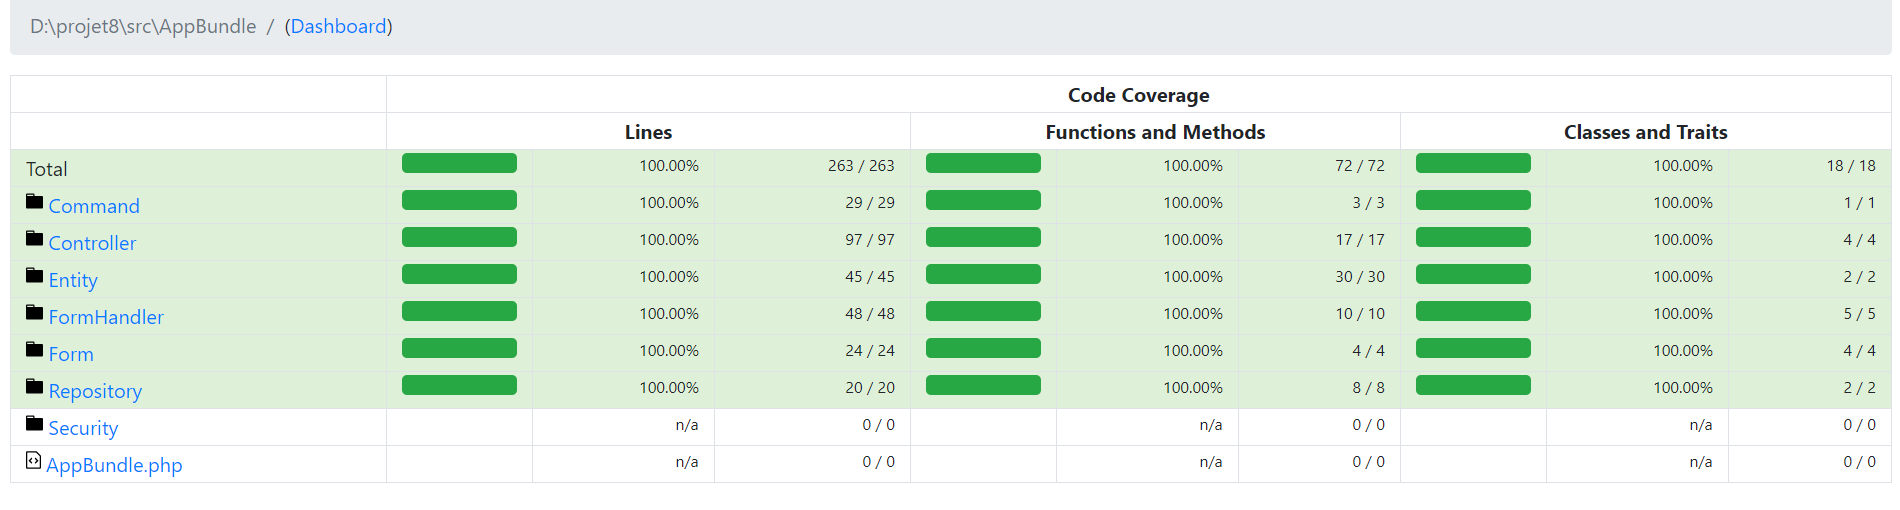 D:\projet8\src\AppBundle / (Dashboard)
Code Coverage
Lines Functions and Methods Classes and Traits
Total 100.00% 263 / 263 100.00% 72 / 72 100.00% 18 / 18
Command 100.00% 29 / 29 100.00% 3 / 3 100.00% 1 / 1
Controller 100.00% 97 / 97 100.00% 17 / 17 100.00% 4 / 4
Entity 100.00% 45 / 45 100.00% 30 / 30 100.00% 2 / 2
FormHandler 100.00% 48 / 48 100.00% 10 / 10 100.00% 5 / 5
Form 100.00% 24 / 24 100.00% 4 / 4 100.00% 4 / 4
Repository 100.00% 20 / 20 100.00% 8 / 8 100.00% 2 / 2
Security n/a 0 / 0 n/a 0 / 0 n/a 0 / 0
AppBundle.php n/a 0 / 0 n/a 0 / 0 n/a 0 / 0